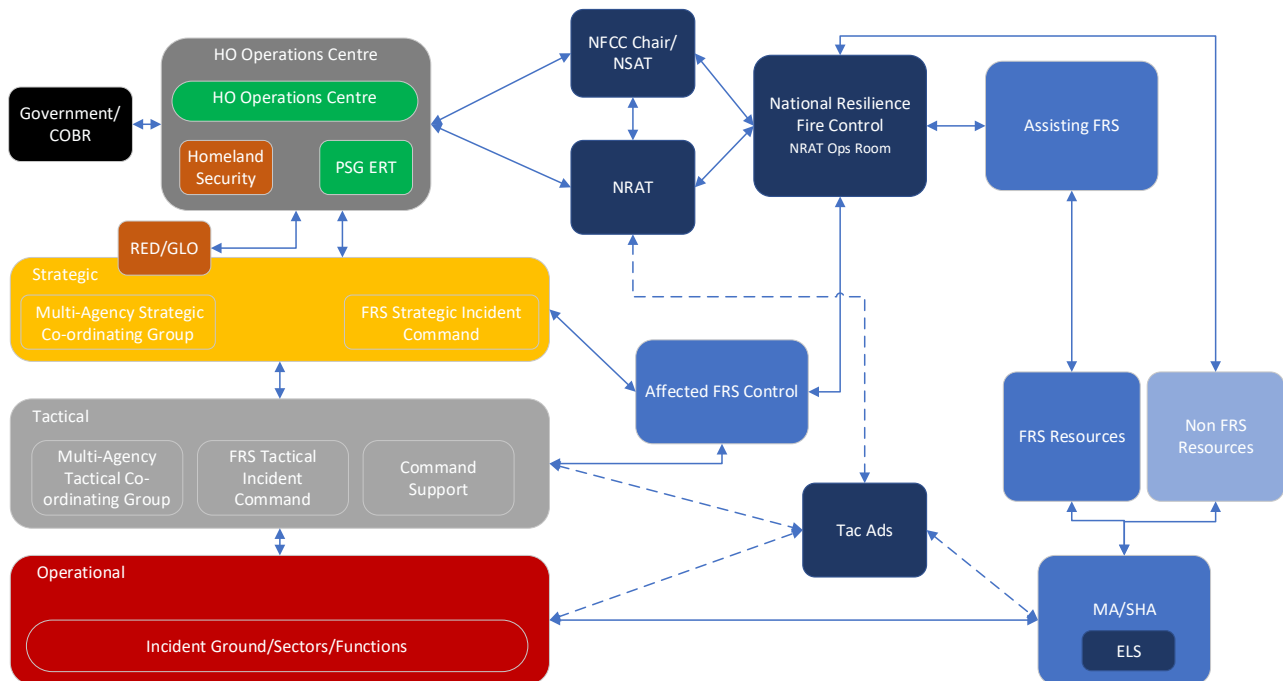 HO Operations Centre
HO Operations Centre
Homeland
Security
PSG ERT
Government/
COBR
NFCC Chair/
NSAT
NRAT
National Resilience
Fire Control
NRAT Ops Room
Assisting FRS
RED/GLO
Strategic
Multi-Agency Strategic
Co-ordinating Group
FRS Strategic Incident
Command
Affected FRS Control
FRS Resources
Non FRS
Resources
Tactical
Multi-Agency
Tactical Co-
ordinating Group
FRS Tactical
Incident
Command
Command
Support
Tac Ads
Operational
Incident Ground/Sectors/Functions
MA/SHA
ELS